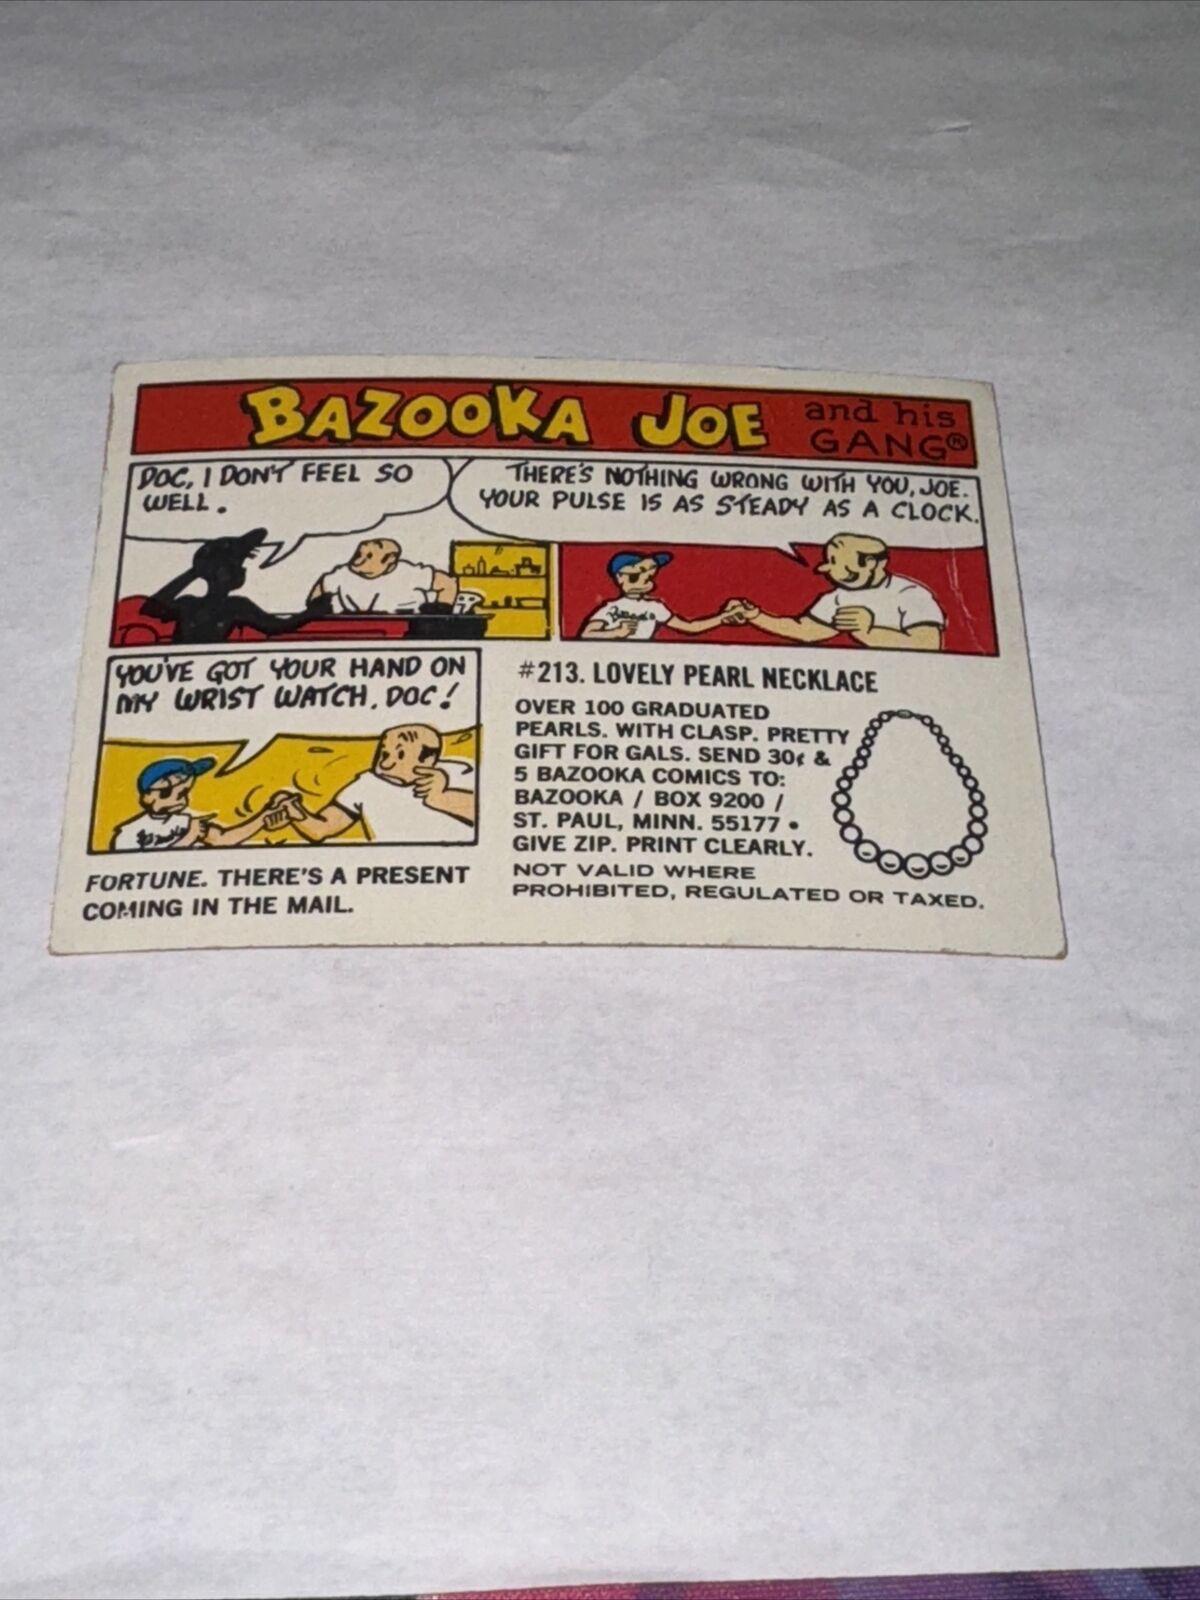 BAZOOKA JOE and his
GANG®
DOC, I DON'T FEEL SO
WELL.
THERE'S NOTHING WRONG WITH YOU, JOE.
YOUR PULSE IS AS STEADY AS A CLOCK.
YOU'VE GOT YOUR HAND ON
MY WRIST WATCH, DOC!
FORTUNE. THERE'S A PRESENT
COMING IN THE MAIL.
#213. LOVELY PEARL NECKLACE
OVER 100 GRADUATED
PEARLS. WITH CLASP. PRETTY
GIFT FOR GALS. SEND 30¢ &
5 BAZOOKA COMICS TO:
BAZOOKA / BOX 9200 /
ST. PAUL, MINN. 55177 •
GIVE ZIP. PRINT CLEARLY.
NOT VALID WHERE
PROHIBITED, REGULATED OR TAXED.